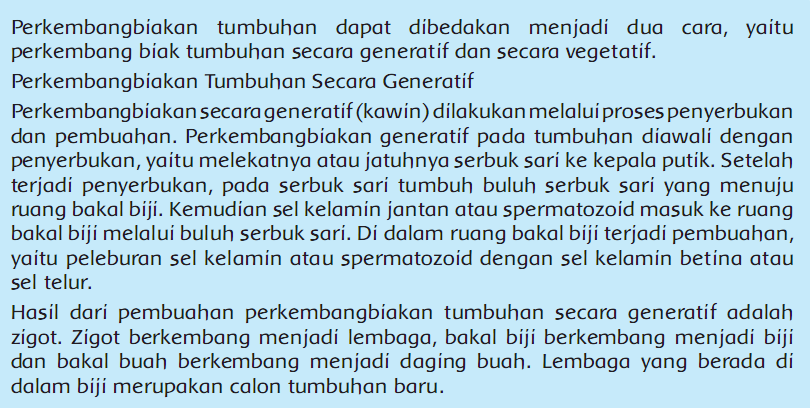 Perkembangbiakan tumbuhan dapat dibedakan menjadi dua cara, yaitu
perkembang biak tumbuhan secara generatif dan secara vegetatif.
Perkembangbiakan Tumbuhan Secara Generatif
Perkembangbiakan secara generatif (kawin) dilakukan melalui proses penyerbukan
dan pembuahan. Perkembangbiakan generatif pada tumbuhan diawali dengan
penyerbukan, yaitu melekatnya atau jatuhnya serbuk sari ke kepala putik. Setelah
terjadi penyerbukan, pada serbuk sari tumbuh buluh serbuk sari yang menuju
ruang bakal biji. Kemudian sel kelamin jantan atau spermatozoid masuk ke ruang
bakal biji melalui buluh serbuk sari. Di dalam ruang bakal biji terjadi pembuahan,
yaitu peleburan sel kelamin atau spermatozoid dengan sel kelamin betina atau
sel telur.
Hasil dari pembuahan perkembangbiakan tumbuhan secara generatif adalah
zigot. Zigot berkembang menjadi lembaga, bakal biji berkembang menjadi biji
dan bakal buah berkembang menjadi daging buah. Lembaga yang berada di
dalam biji merupakan calon tumbuhan baru.